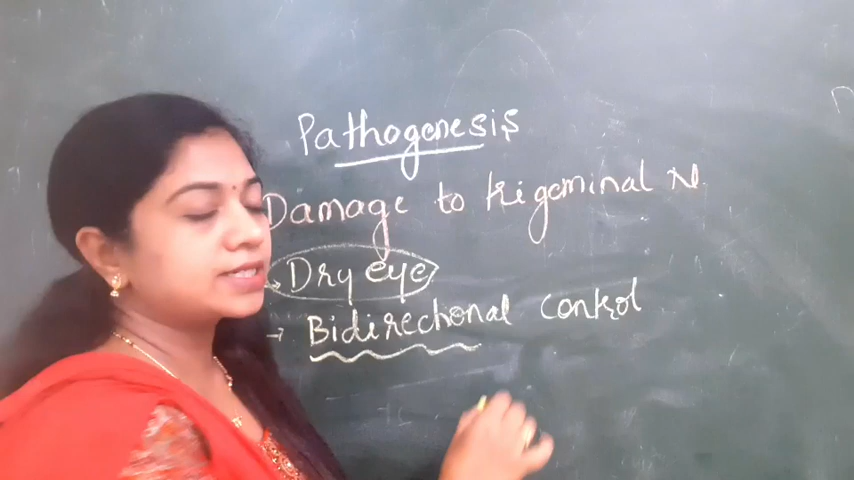 Pathogenesis
Damage to trigeminal N.
→ Dry eye
→ Bidirectional control